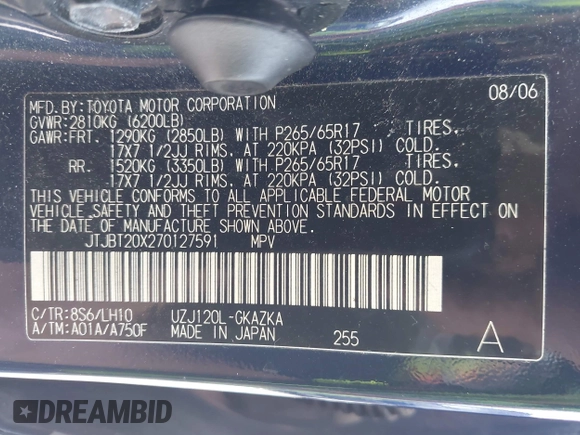 MFD.BY:TOYOTA MOTOR CORPORATION 08/06
GVWR:2810KG (6200LB)
GAWR:FRT. 1290KG (2850LB) WITH P265/65R17 TIRES,
17X7 1/2JJ RIMS, AT 220KPA (32PSI) COLD.
RR. 1520KG (3350LB) WITH P265/65R17 TIRES,
17X7 1/2JJ RIMS, AT 220KPA (32PSI) COLD.
THIS VEHICLE CONFORMS TO ALL APPLICABLE FEDERAL MOTOR
VEHICLE SAFETY AND THEFT PREVENTION STANDARDS IN EFFECT ON
THE DATE OF MANUFACTURE SHOWN ABOVE.
JTJBT20X270127591 MPV
C/TR:8S6/LH10 UZJ120L-GKAZKA
A/TM:A01A/A750F MADE IN JAPAN 255 A
DREAMBID